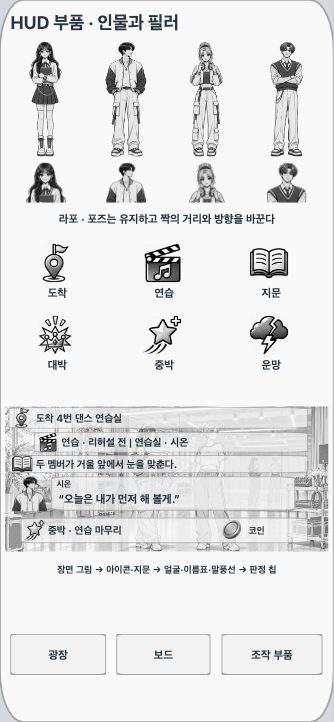 HUD 부품 · 인물과 필러
라포 · 포즈는 유지하고 짝의 거리와 방향을 바꾼다
도착
연습
지문
대박
중박
운망
도착 4번 댄스 연습실
연습 · 리허설 전 | 연습실 · 시온
두 멤버가 거울 앞에서 눈을 맞춘다.
시온
“오늘은 내가 먼저 해 볼게.”
중박 · 연습 마무리
코인
장면 그림 → 아이콘·지문 → 얼굴·이름표·말풍선 → 판정 칩
광장
보드
조작 부품